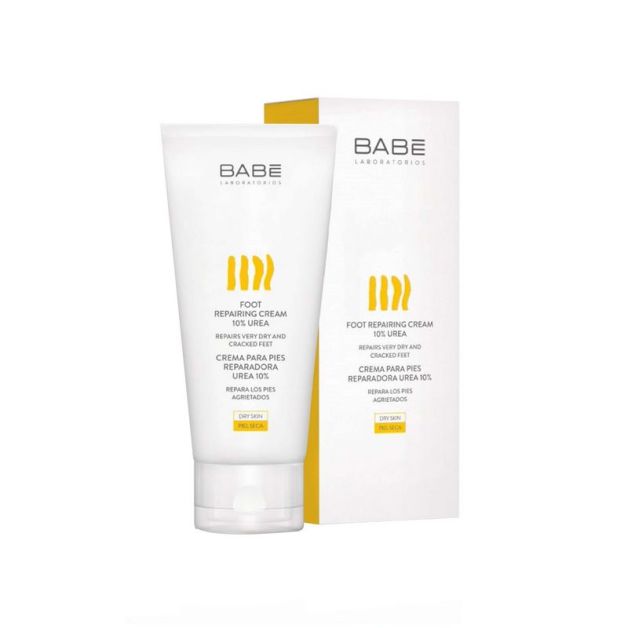 BABĒ
LABORATORIOS
FOOT
REPAIRING CREAM
10% UREA
REPAIRS VERY DRY AND
CRACKED FEET
CREMA PARA PIES
REPARADORA
UREA 10%
REPARA LOS PIES
AGRIETADOS
DRY SKIN
PIEL SECA
BABĒ
LABORATORIOS
FOOT REPAIRING CREAM
10% UREA
REPAIRS VERY DRY AND
CRACKED FEET
CREMA PARA PIES
REPARADORA UREA 10%
REPARA LOS PIES
AGRIETADOS
DRY SKIN
PIEL SECA